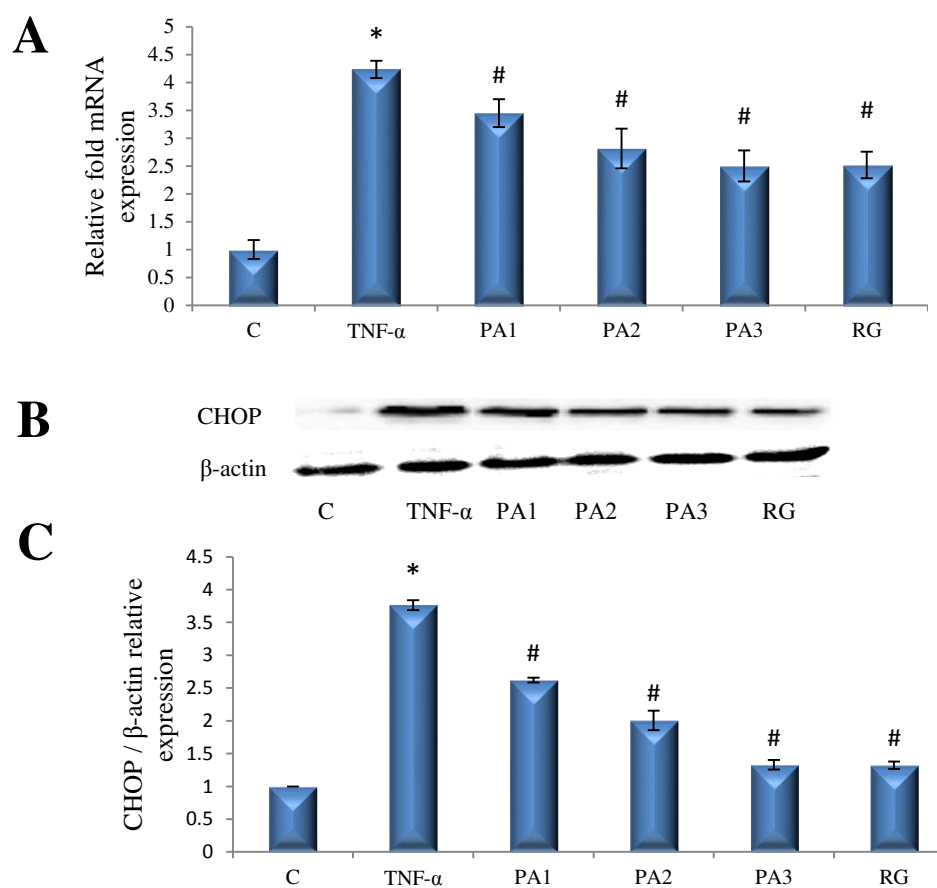 A
Relative fold mRNA
expression
5
4.5
4
3.5
3
2.5
2
1.5
1
0.5
0
*
#
#
#
#
C TNF-α PA1 PA2 PA3 RG
B
CHOP
β-actin
C TNF-α PA1 PA2 PA3 RG
C
CHOP / β-actin relative
expression
4.5
4
3.5
3
2.5
2
1.5
1
0.5
0
*
#
#
#
#
C TNF-α PA1 PA2 PA3 RG